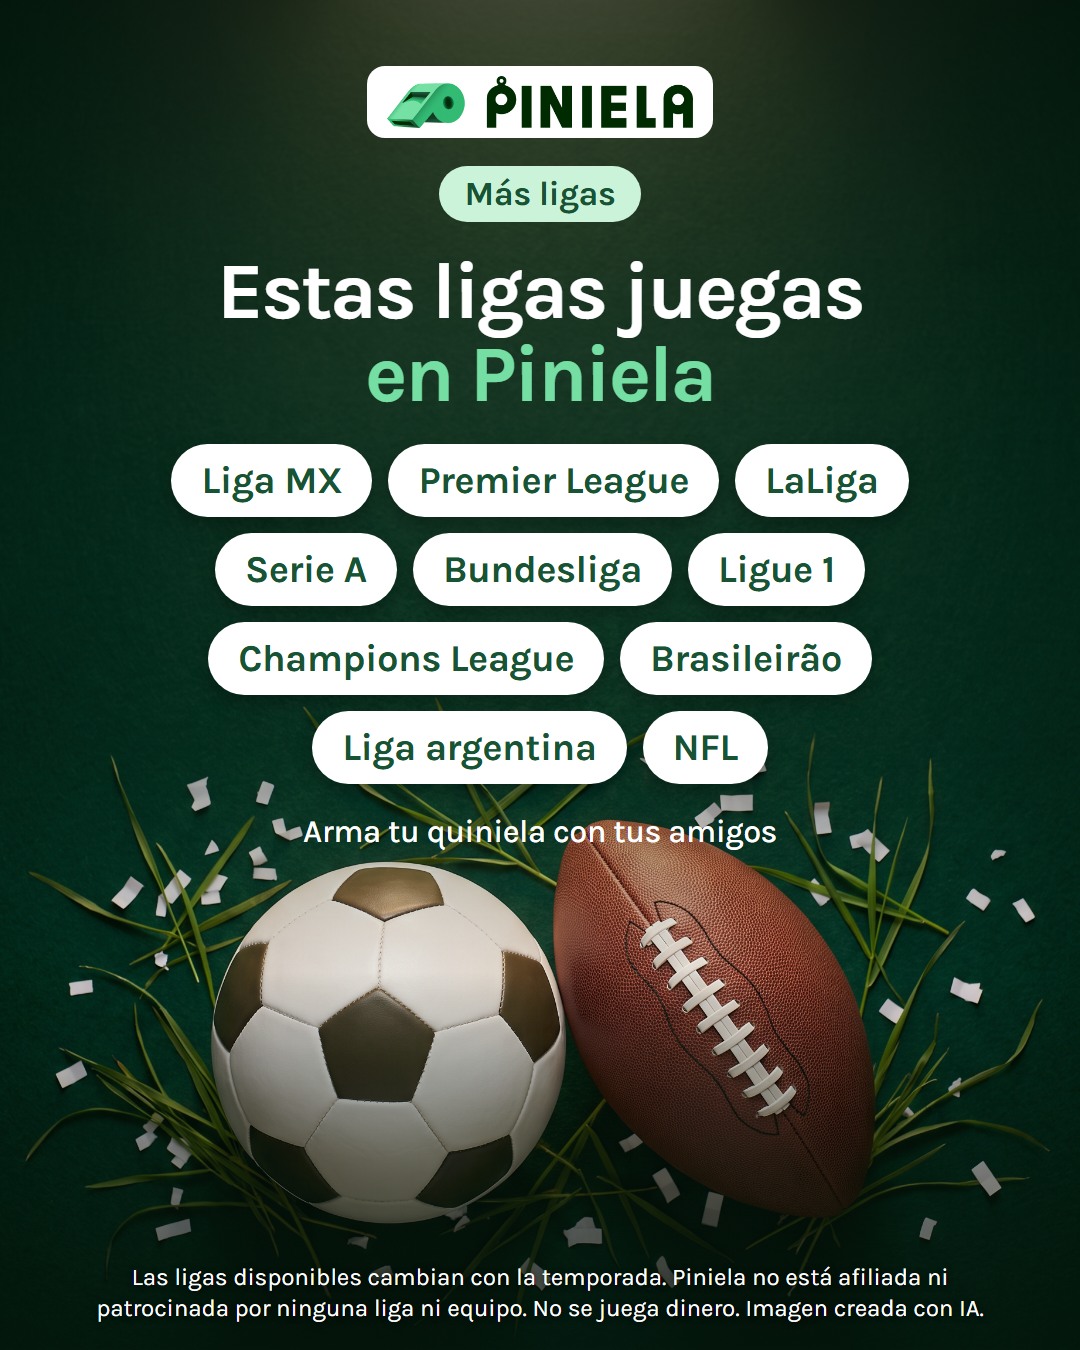 PINIELA
Más ligas
Estas ligas juegas
en Piniela
Liga MX
Premier League
LaLiga
Serie A
Bundesliga
Ligue 1
Champions League
Brasileirão
Liga argentina
NFL
Arma tu quiniela con tus amigos
Las ligas disponibles cambian con la temporada. Piniela no está afiliada ni
patrocinada por ninguna liga ni equipo. No se juega dinero. Imagen creada con IA.